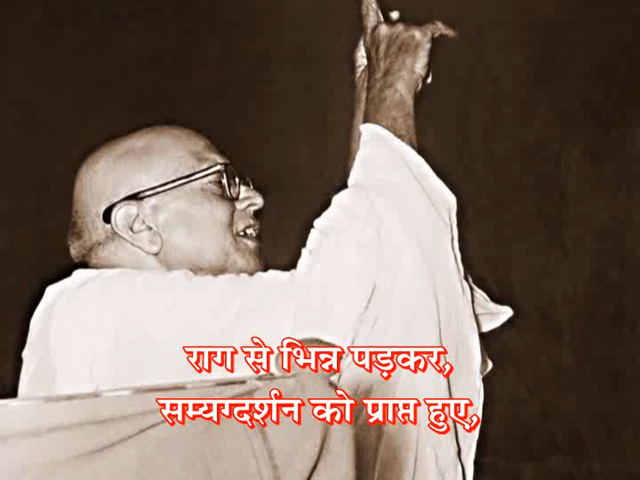 राग से भिन्न पड़कर,
सम्यग्दर्शन को प्राप्त हुए,